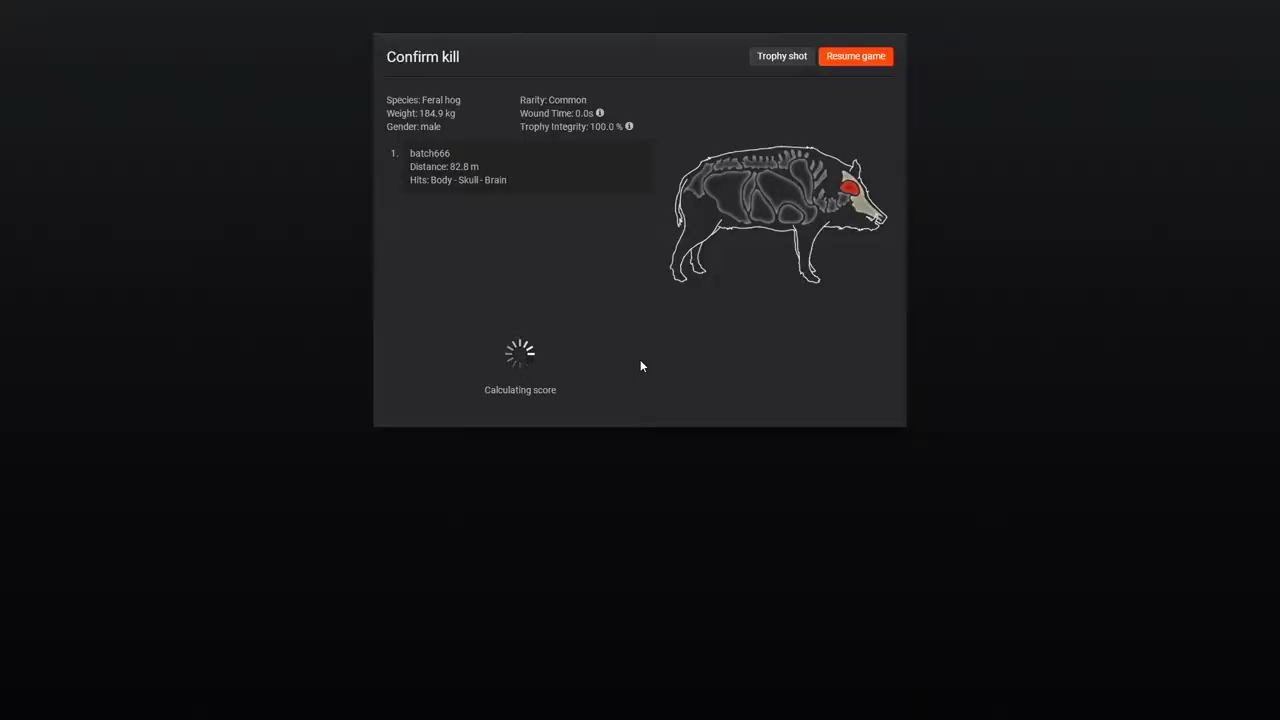 Confirm kill
Trophy shot
Resume game
Species: Feral hog
Rarity: Common
Weight: 184.9 kg
Wound Time: 0.0s
Gender: male
Trophy Integrity: 100.0 %
1. batch666
Distance: 82.8 m
Hits: Body - Skull - Brain
Calculating score